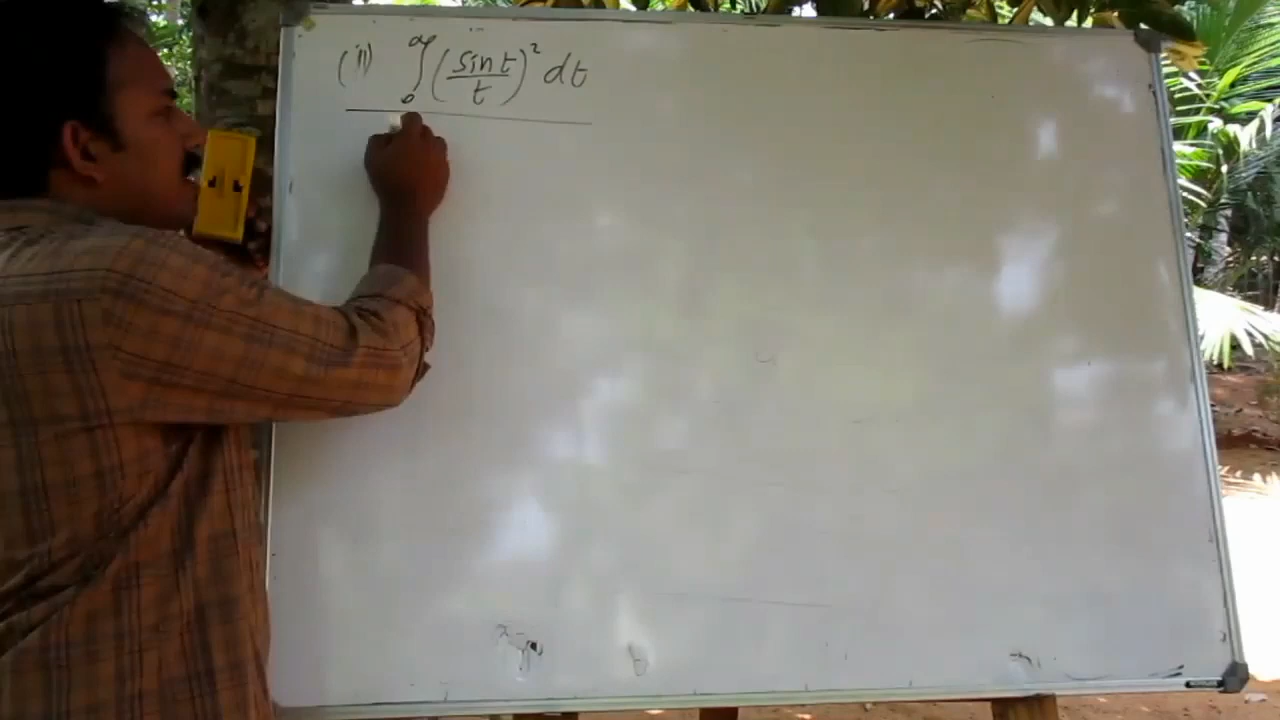 (ii) ∫₀^∞ (sin t / t)² dt